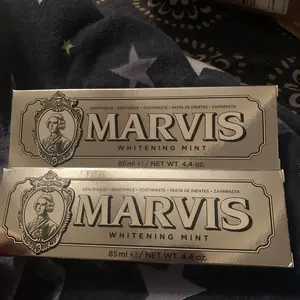 DENTIFRICIO - DENTIFRICE - TOOTHPASTE - PASTA DE DIENTES - ZAHNPASTA
MARVIS
WHITENING MINT
85 ml ℮ / NET WT. 4.4 oz.
DENTIFRICIO - DENTIFRICE - TOOTHPASTE - PASTA DE DIENTES - ZAHNPASTA
MARVIS
WHITENING MINT
85 ml ℮ / NET WT. 4.4 oz.